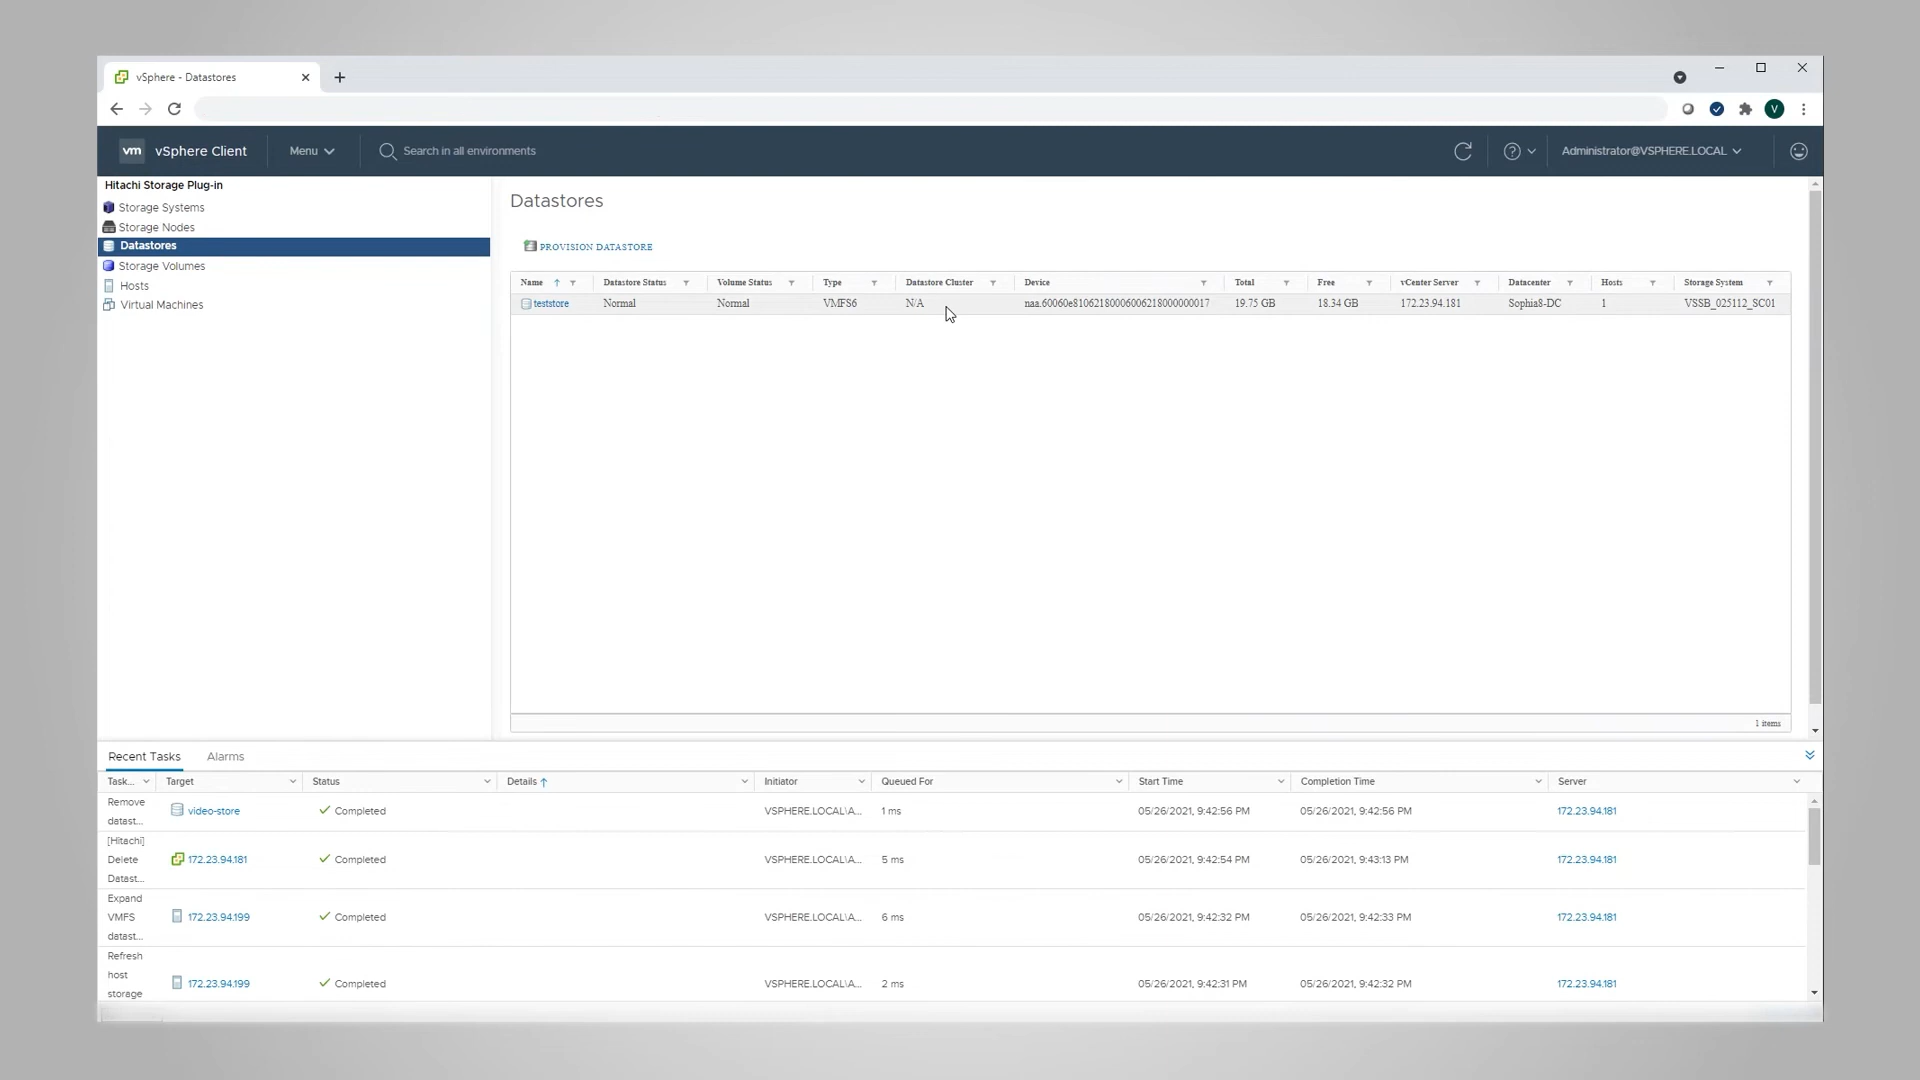 vSphere - Datastores
V
vm vSphere Client Menu Search in all environments Administrator@VSPHERE.LOCAL
Hitachi Storage Plug-in
Storage Systems
Storage Nodes
Datastores
Storage Volumes
Hosts
Virtual Machines
Datastores
PROVISION DATASTORE
Name Datastore Status Volume Status Type Datastore Cluster Device Total Free vCenter Server Datacenter Hosts Storage System
teststore Normal Normal VMFS6 N/A naa.60060e81062180006006218000000017 19.75 GB 18.34 GB 172.23.94.181 Sophia8-DC 1 VSSB_025112_SC01
1 items
Recent Tasks Alarms
Task... Target Status Details Initiator Queued For Start Time Completion Time Server
Remove
datast...
video-store Completed VSPHERE.LOCAL\A... 1 ms 05/26/2021, 9:42:56 PM 05/26/2021, 9:42:56 PM 172.23.94.181
[Hitachi]
Delete
Datast...
172.23.94.181 Completed VSPHERE.LOCAL\A... 5 ms 05/26/2021, 9:42:54 PM 05/26/2021, 9:43:13 PM 172.23.94.181
Expand
VMFS
datast...
172.23.94.199 Completed VSPHERE.LOCAL\A... 6 ms 05/26/2021, 9:42:32 PM 05/26/2021, 9:42:33 PM 172.23.94.181
Refresh
host
storage
172.23.94.199 Completed VSPHERE.LOCAL\A... 2 ms 05/26/2021, 9:42:31 PM 05/26/2021, 9:42:32 PM 172.23.94.181